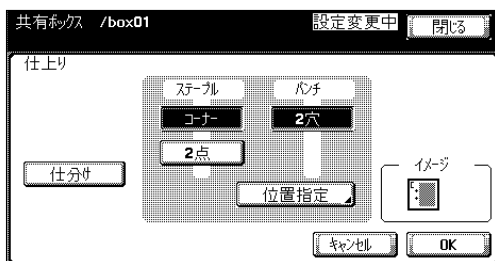 共有ボックス /box01 設定変更中 閉じる
仕上り
ステープル パンチ
コーナー 2穴
2点
仕分け
位置指定
イメージ
キャンセル OK